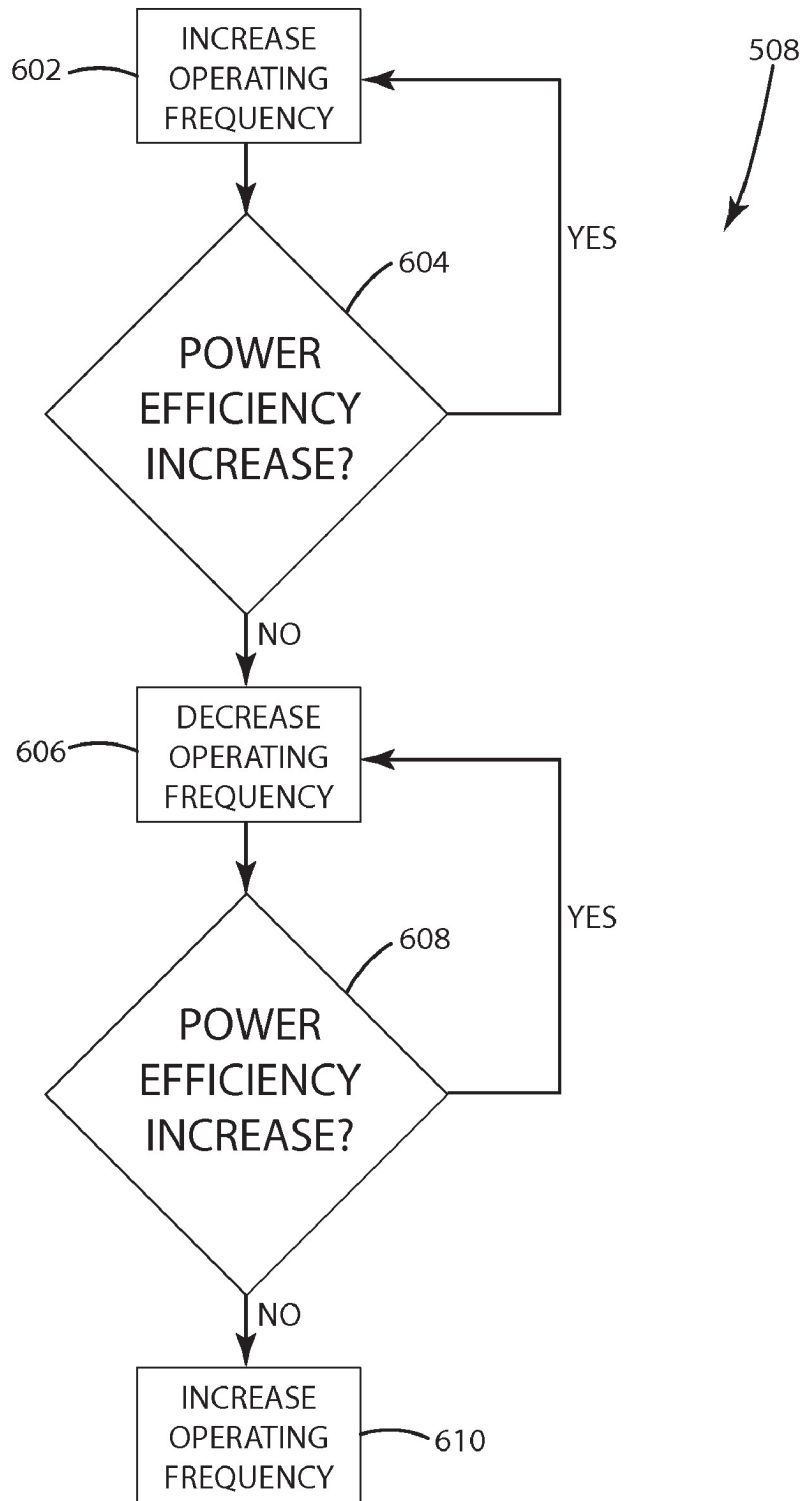 INCREASE
OPERATING
FREQUENCY
602
508
YES
604
POWER
EFFICIENCY
INCREASE?
NO
DECREASE
OPERATING
FREQUENCY
606
YES
608
POWER
EFFICIENCY
INCREASE?
NO
INCREASE
OPERATING
FREQUENCY
610